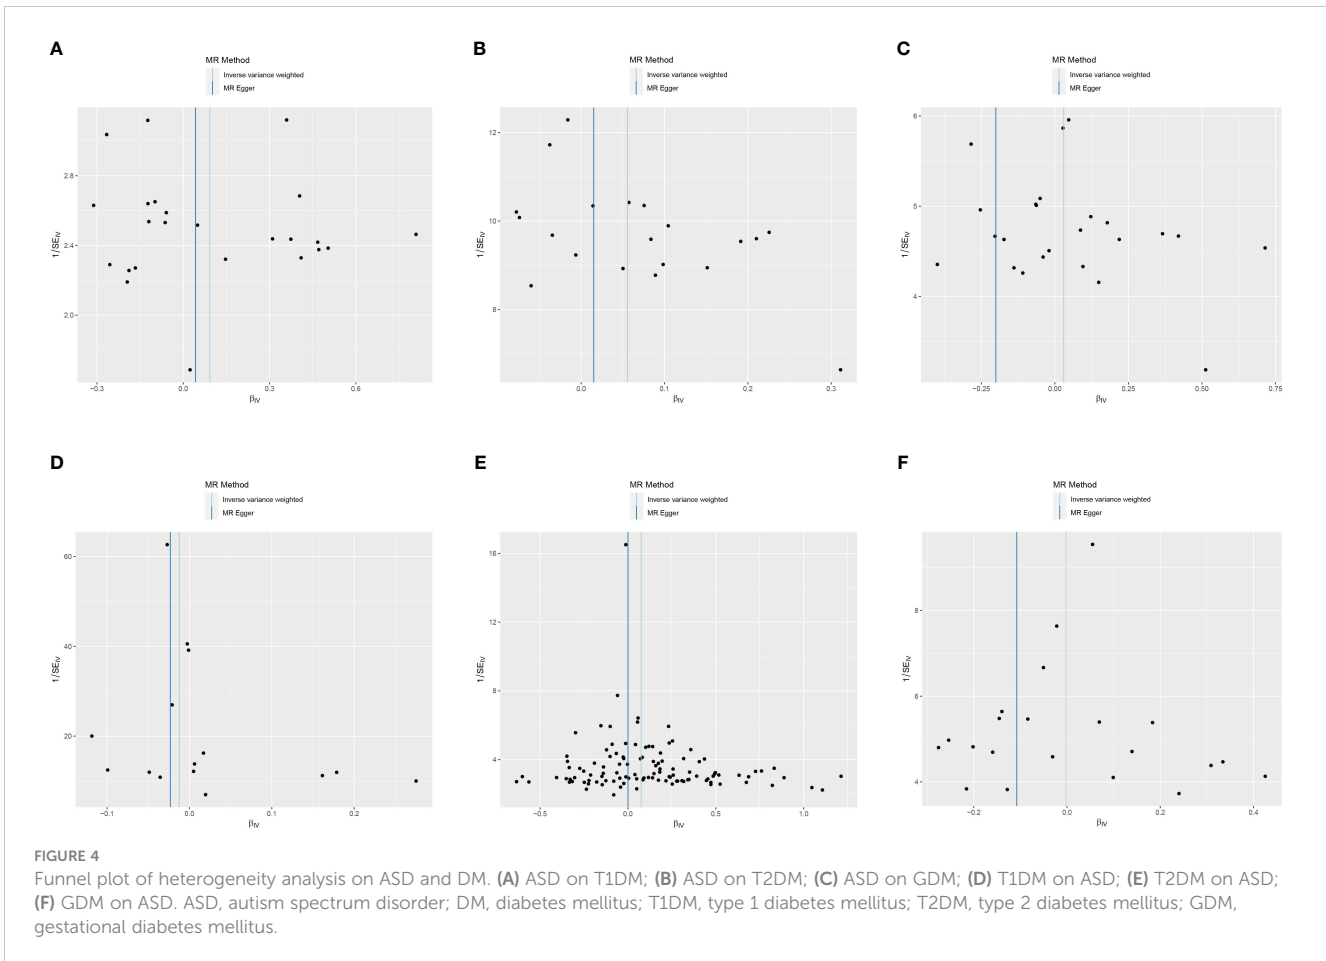 A
MR Method
Inverse variance weighted
MR Egger
2.8
2.4
2.0
1/SEIV
−0.3
0.0
0.3
0.6
βIV
B
MR Method
Inverse variance weighted
MR Egger
12
10
8
1/SEIV
0.0
0.1
0.2
0.3
βIV
C
MR Method
Inverse variance weighted
MR Egger
6
5
4
1/SEIV
−0.25
0.00
0.25
0.50
0.75
βIV
D
MR Method
Inverse variance weighted
MR Egger
60
40
20
1/SEIV
−0.1
0.0
0.1
0.2
βIV
E
MR Method
Inverse variance weighted
MR Egger
16
12
8
4
1/SEIV
−0.5
0.0
0.5
1.0
βIV
F
MR Method
Inverse variance weighted
MR Egger
8
6
4
1/SEIV
−0.2
0.0
0.2
0.4
βIV
FIGURE 4
Funnel plot of heterogeneity analysis on ASD and DM. (A) ASD on T1DM; (B) ASD on T2DM; (C) ASD on GDM; (D) T1DM on ASD; (E) T2DM on ASD;
(F) GDM on ASD. ASD, autism spectrum disorder; DM, diabetes mellitus; T1DM, type 1 diabetes mellitus; T2DM, type 2 diabetes mellitus; GDM,
gestational diabetes mellitus.